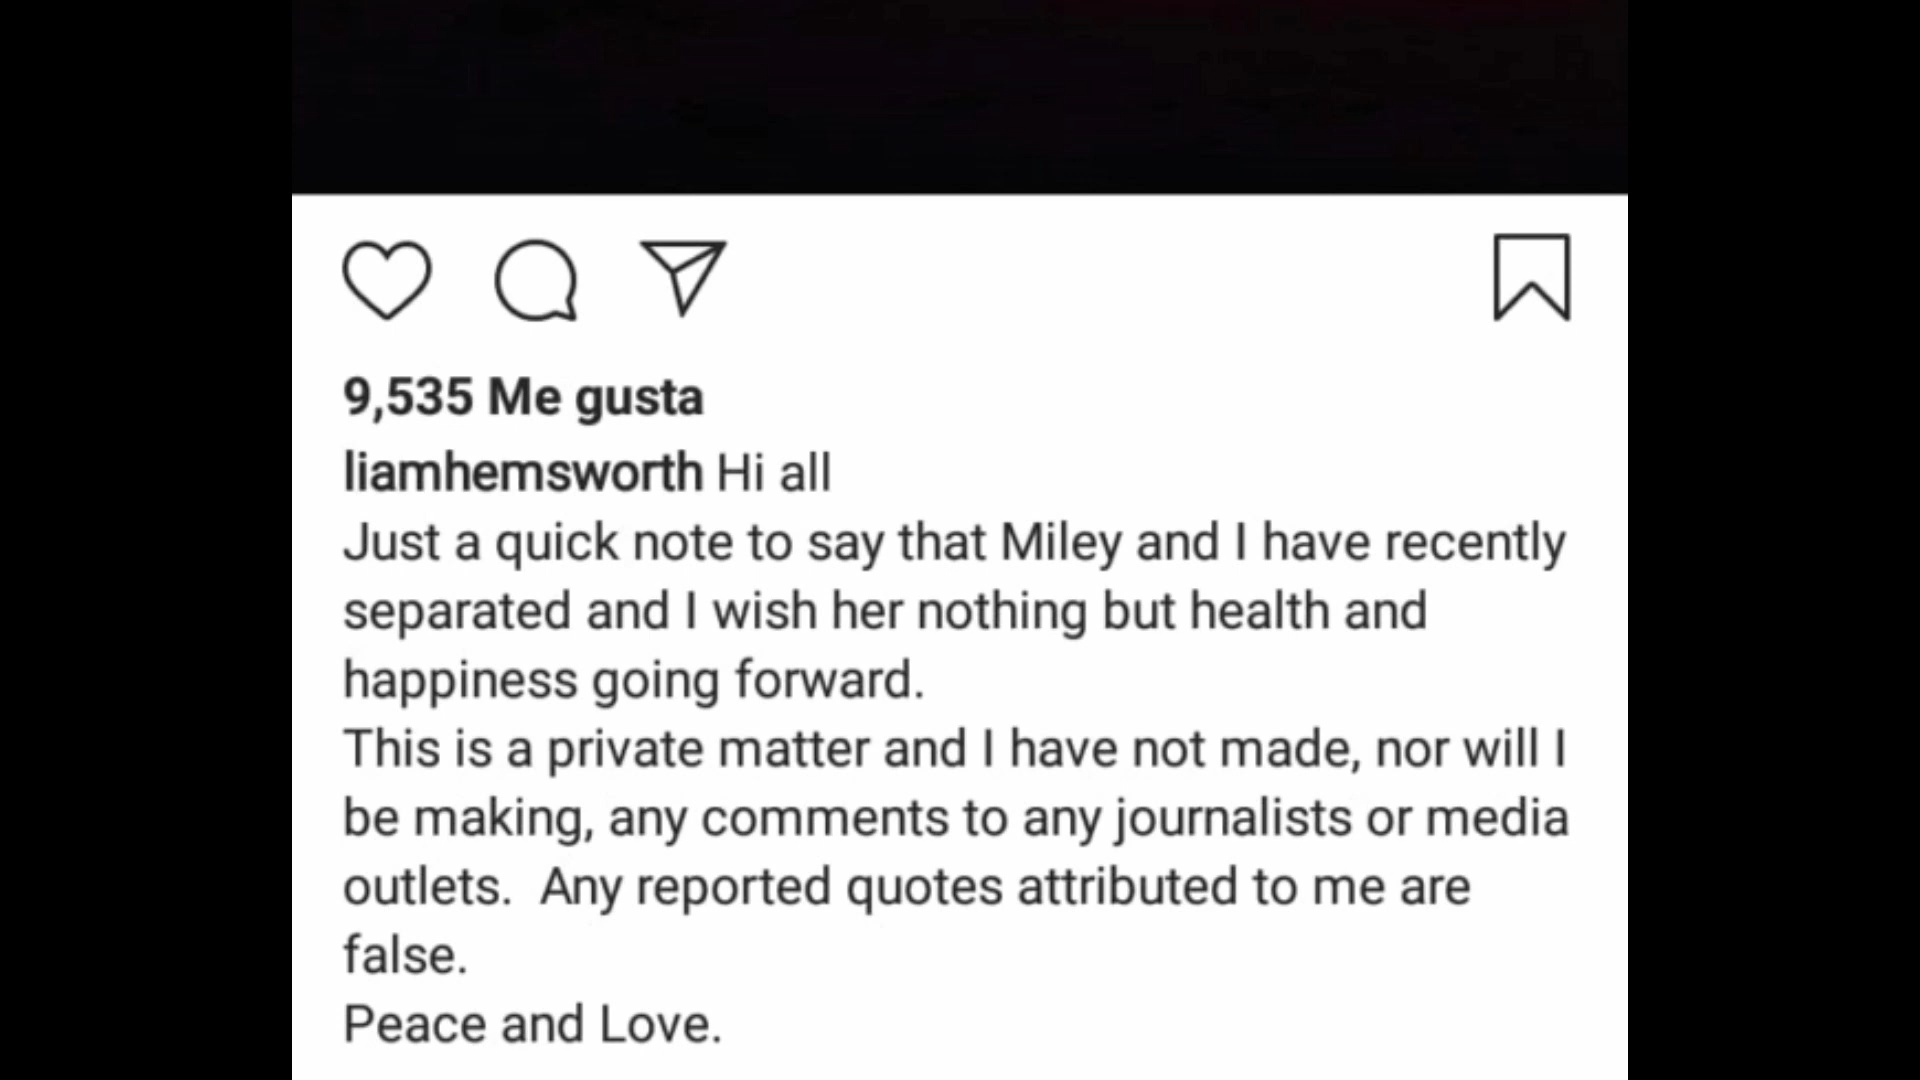 9,535 Me gusta
liamhemsworth Hi all
Just a quick note to say that Miley and I have recently
separated and I wish her nothing but health and
happiness going forward.
This is a private matter and I have not made, nor will I
be making, any comments to any journalists or media
outlets.  Any reported quotes attributed to me are
false.
Peace and Love.